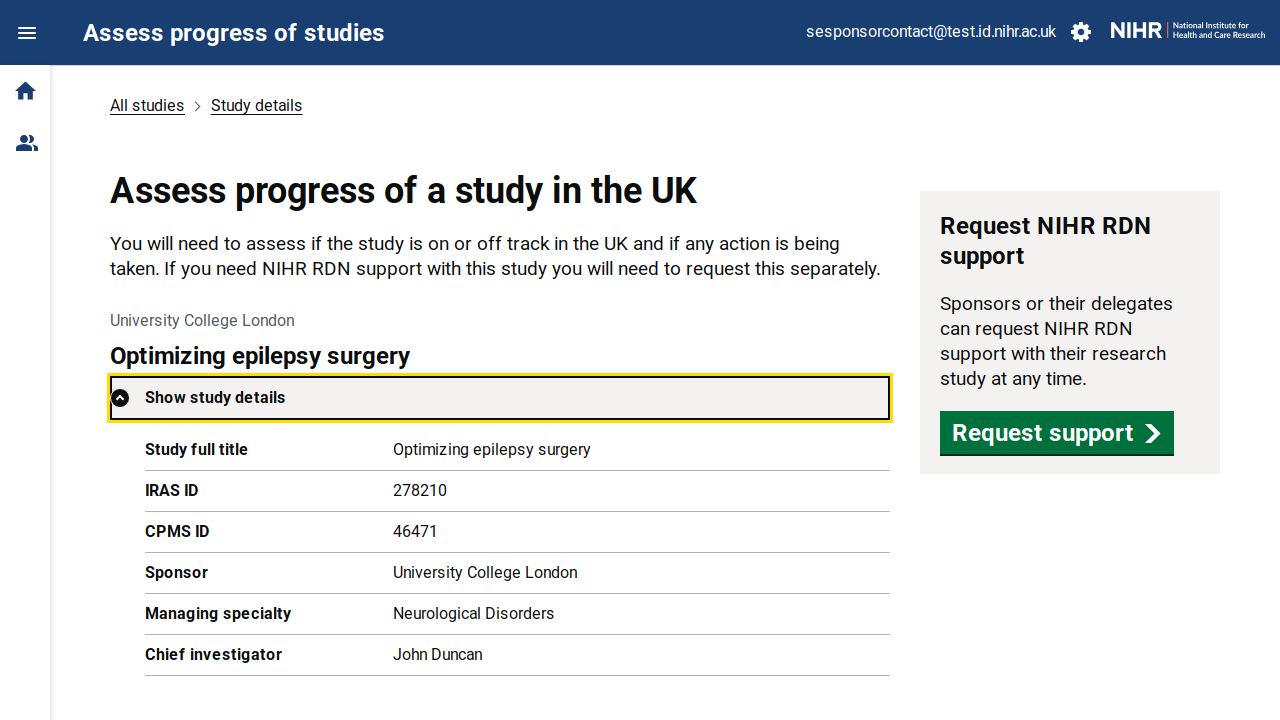 Assess progress of studies
sesponsorcontact@test.id.nihr.ac.uk
NIHR | National Institute for
Health and Care Research
All studies
Study details
Assess progress of a study in the UK
You will need to assess if the study is on or off track in the UK and if any action is being
taken. If you need NIHR RDN support with this study you will need to request this separately.
University College London
Optimizing epilepsy surgery
Show study details
Study full title Optimizing epilepsy surgery
IRAS ID 278210
CPMS ID 46471
Sponsor University College London
Managing specialty Neurological Disorders
Chief investigator John Duncan
Request NIHR RDN
support
Sponsors or their delegates
can request NIHR RDN
support with their research
study at any time.
Request support